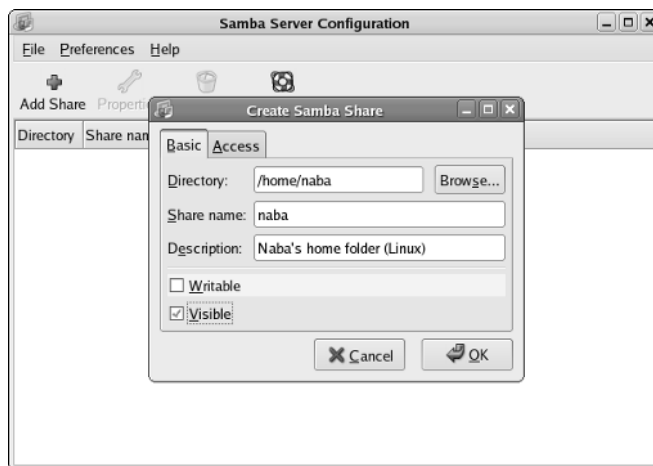 Samba Server Configuration
File Preferences Help
Add Share
Directory Share
Create Samba Share
Basic Access
Directory: /home/naba Browse...
Share name: naba
Description: Naba's home folder (Linux)
Writable
Visible
Cancel OK